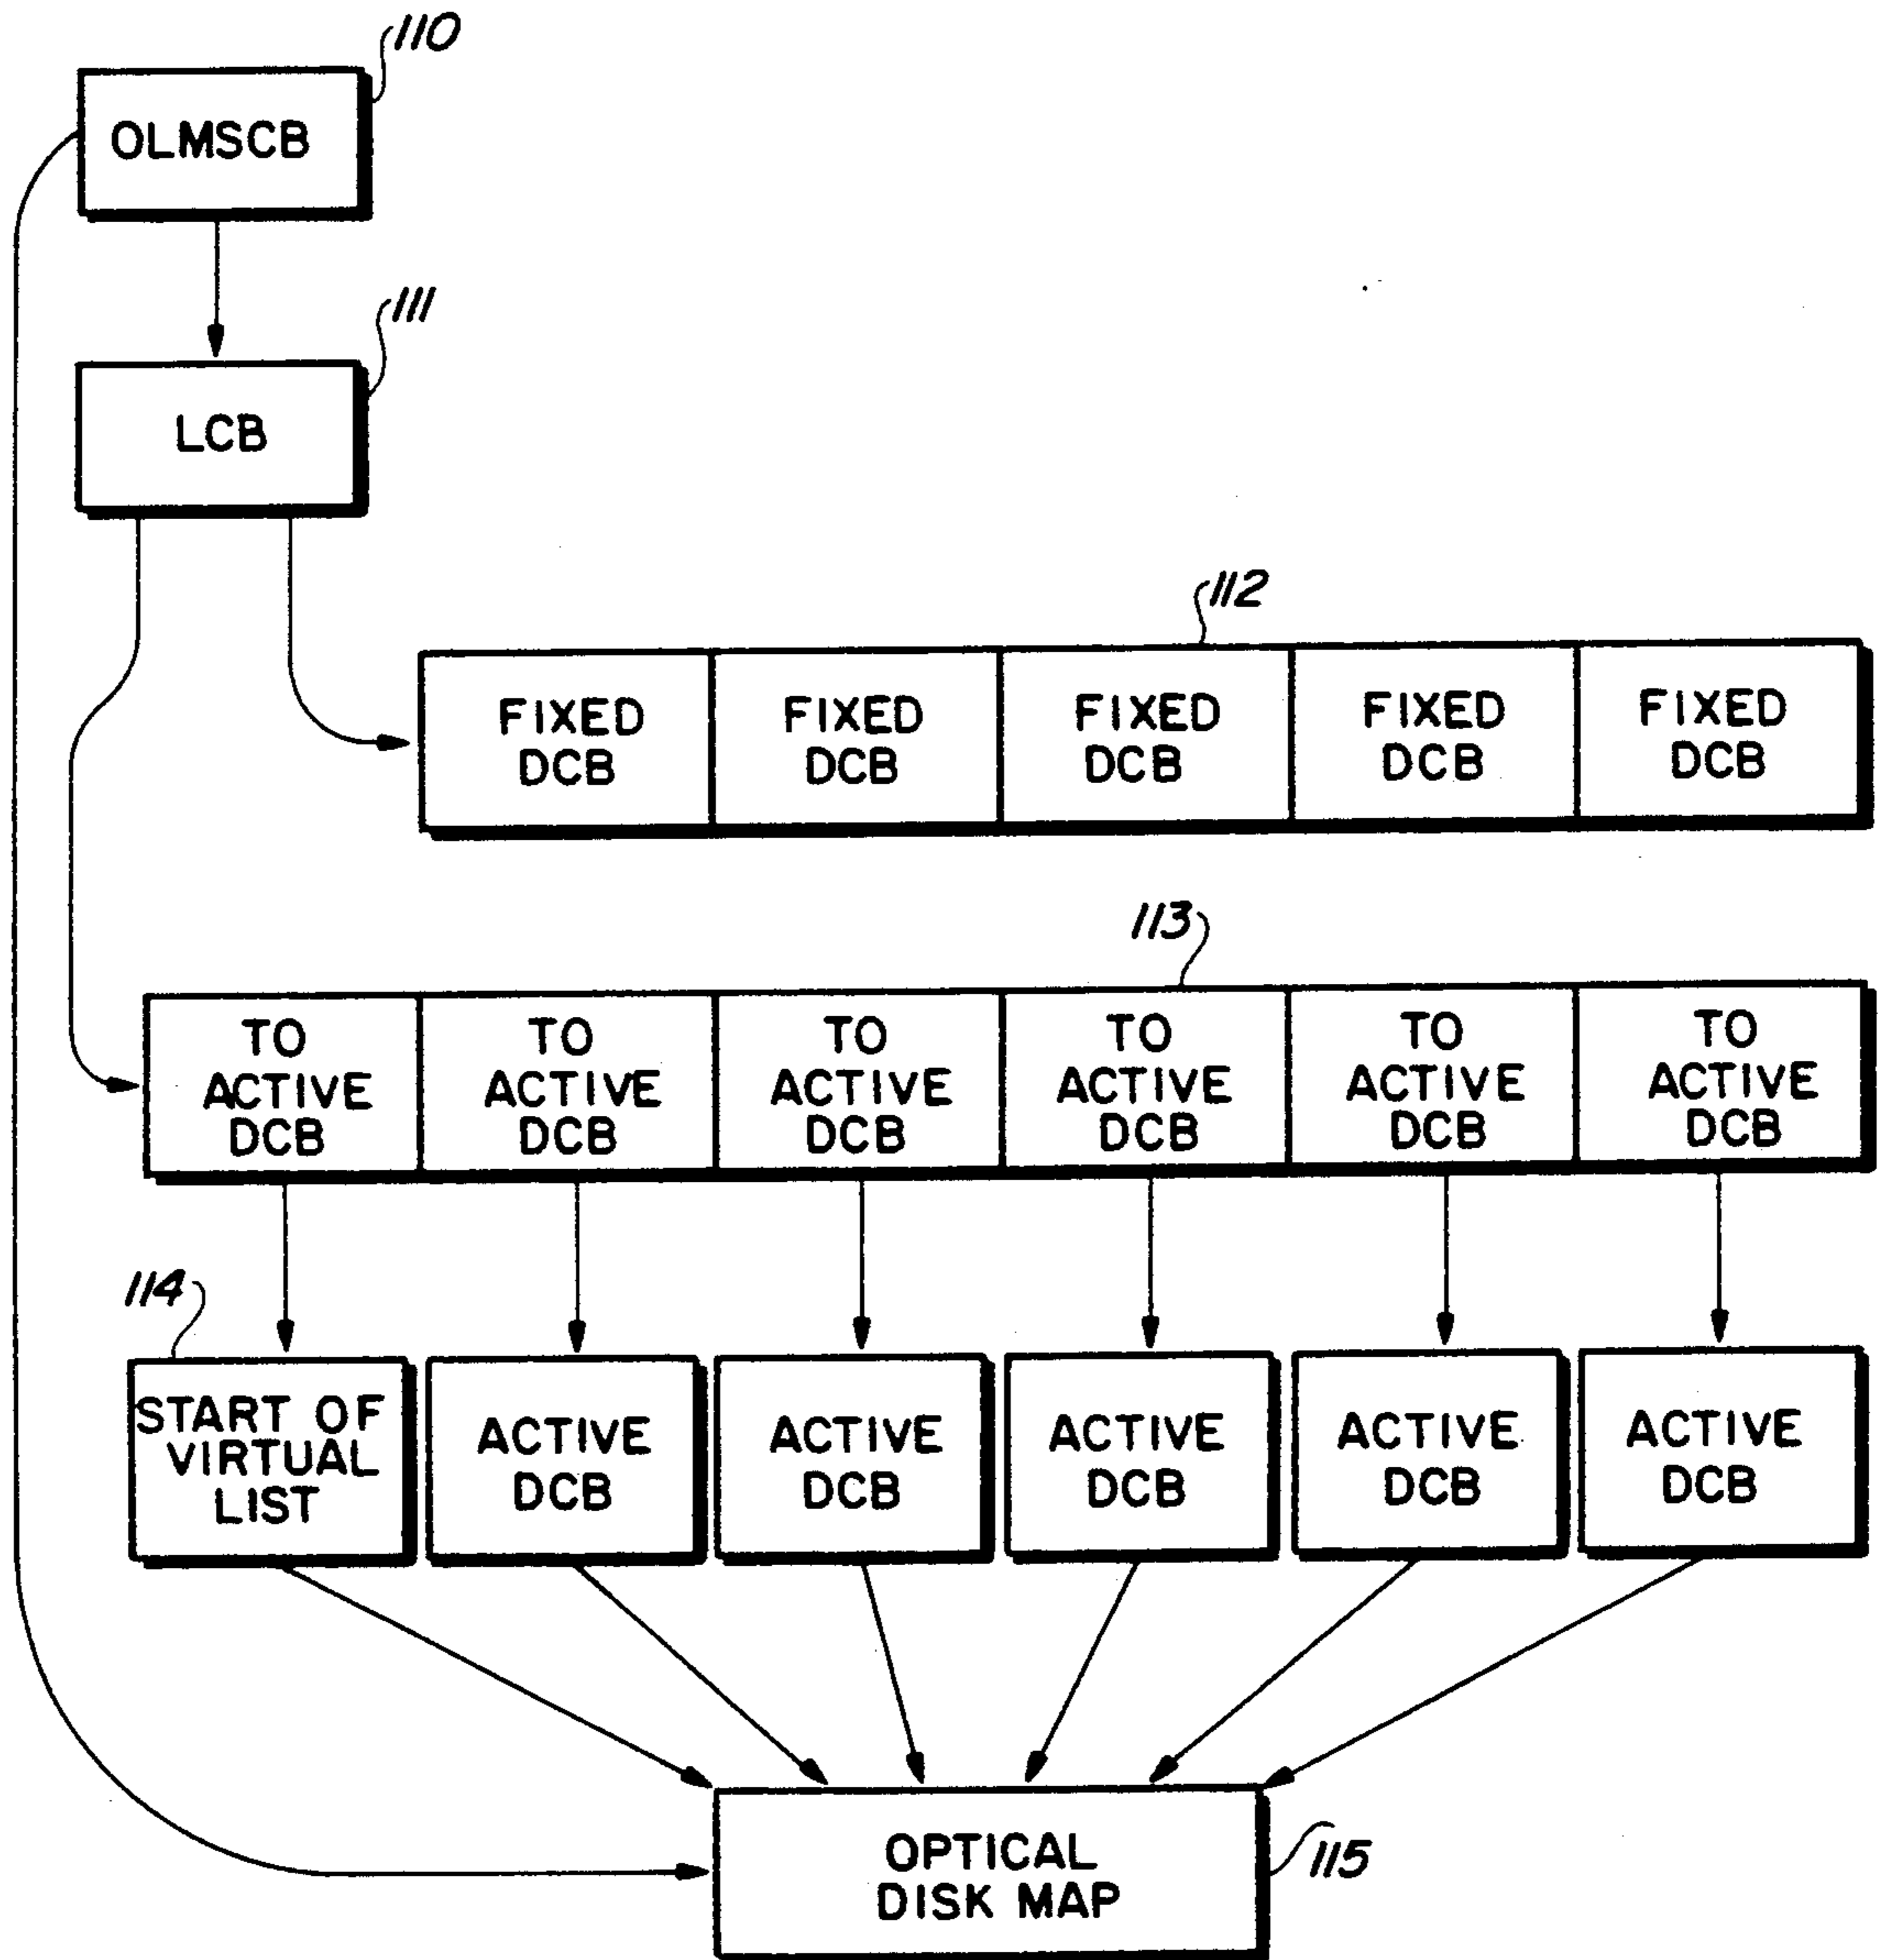 110
OLMSCB
111
LCB
112
FIXED DCB
FIXED DCB
FIXED DCB
FIXED DCB
FIXED DCB
113
TO ACTIVE DCB
TO ACTIVE DCB
TO ACTIVE DCB
TO ACTIVE DCB
TO ACTIVE DCB
TO ACTIVE DCB
114
START OF
VIRTUAL
LIST
ACTIVE DCB
ACTIVE DCB
ACTIVE DCB
ACTIVE DCB
ACTIVE DCB
OPTICAL
DISK MAP
115